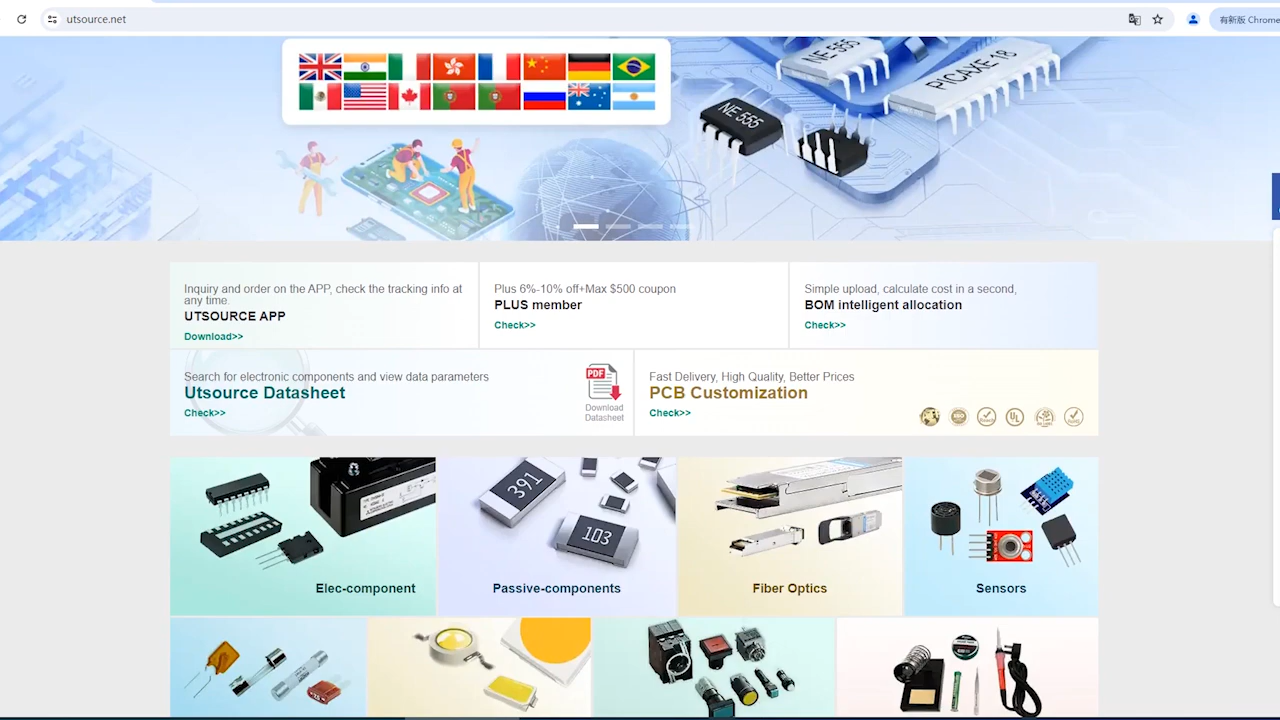 utsource.net
有新版 Chrome
NE 555
PICAXE-18
NE 555
Inquiry and order on the APP, check the tracking info at
any time.
UTSOURCE APP
Download>>
Plus 6%-10% off+Max $500 coupon
PLUS member
Check>>
Simple upload, calculate cost in a second,
BOM intelligent allocation
Check>>
Search for electronic components and view data parameters
Utsource Datasheet
Check>>
PDF
Download
Datasheet
Fast Delivery, High Quality, Better Prices
PCB Customization
Check>>
UL
391
103
Elec-component
Passive-components
Fiber Optics
Sensors